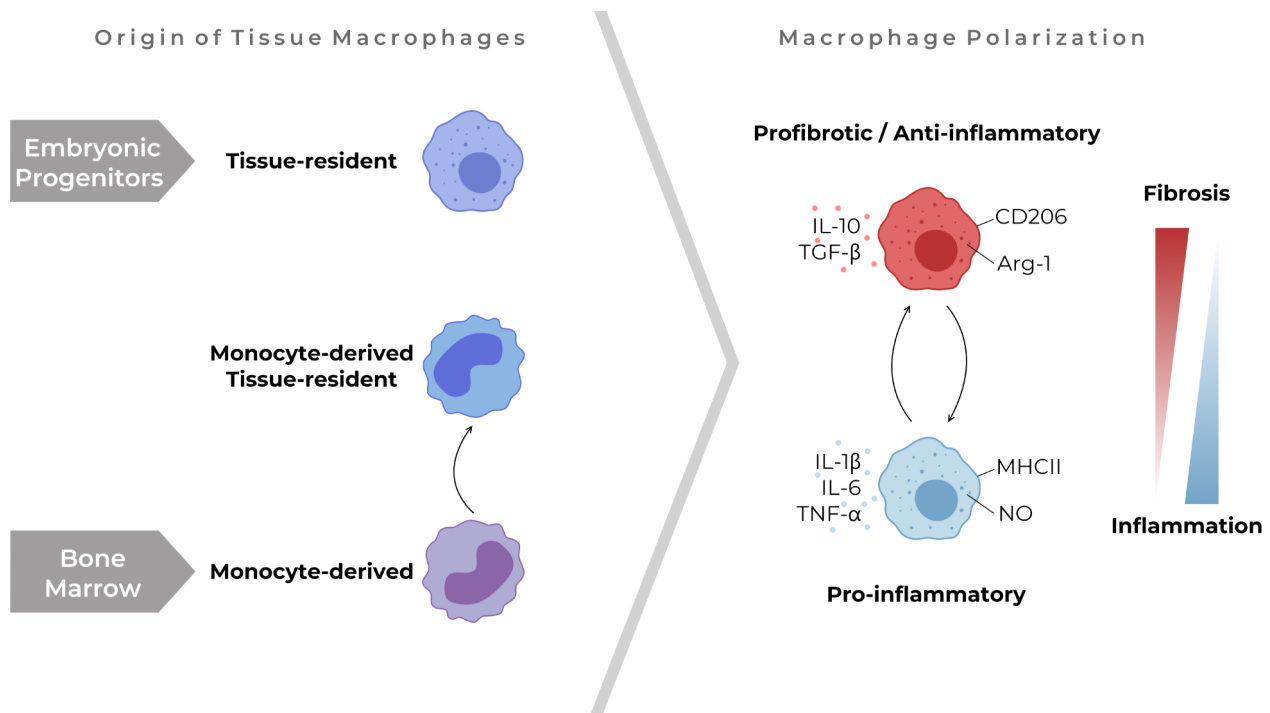 Origin of Tissue Macrophages
Embryonic
Progenitors
Tissue-resident
Monocyte-derived
Tissue-resident
Bone
Marrow
Monocyte-derived
Macrophage Polarization
Profibrotic / Anti-inflammatory
IL-10
TGF-β
CD206
Arg-1
IL-1β
IL-6
TNF-α
MHCII
NO
Pro-inflammatory
Fibrosis
Inflammation